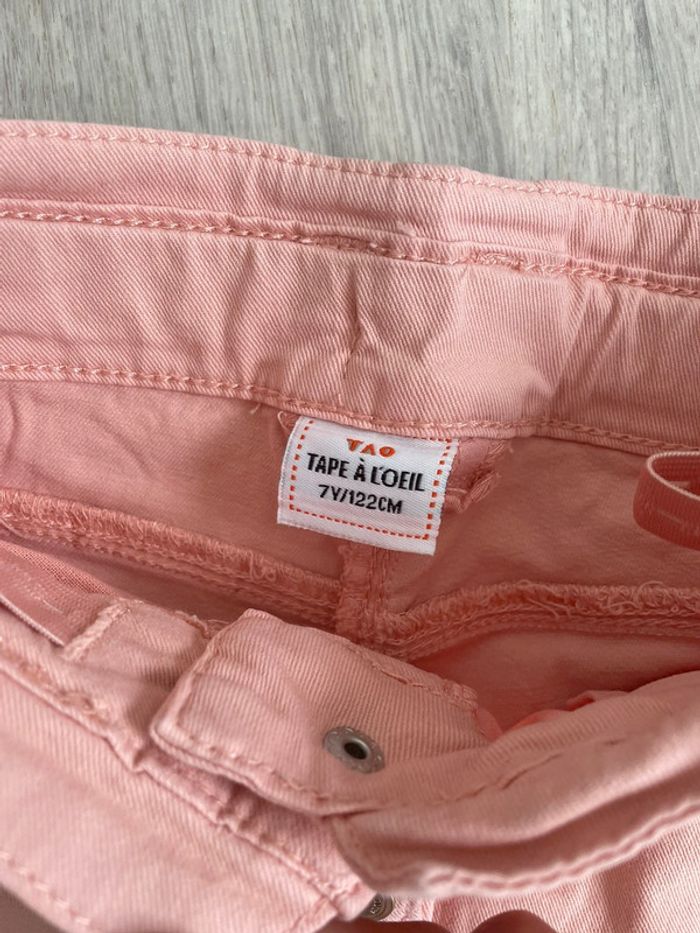 TAO
TAPE À L'OEIL
7Y/122CM